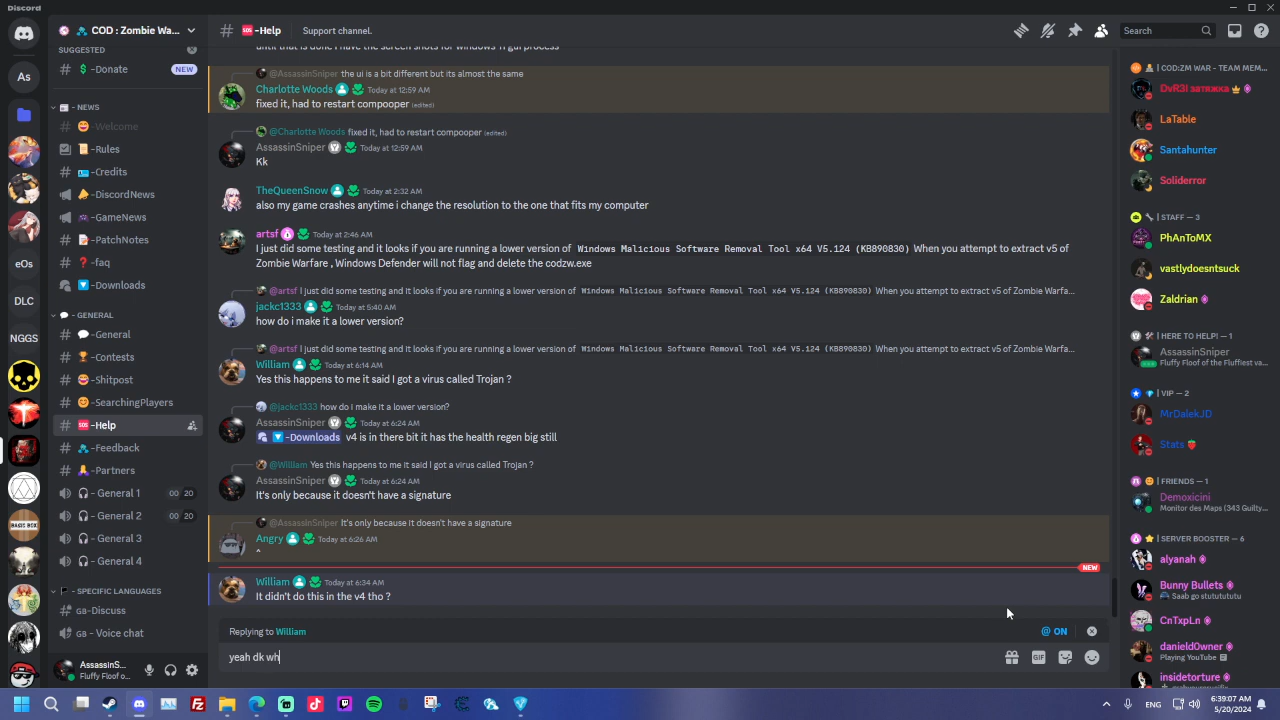 Discord
COD : Zombie Wa...
# -Help
Support channel.
Search
SUGGESTED
-Donate
NEW
- NEWS
-Welcome
-Rules
-Credits
-DiscordNews
-GameNews
-PatchNotes
-faq
-Downloads
- GENERAL
-General
-Contests
-Shitpost
-SearchingPlayers
-Help
-Feedback
-Partners
- General 1
00 20
- General 2
00 20
- General 3
- General 4
- SPECIFIC LANGUAGES
GB-Discuss
GB - Voice chat
AssassinS...
Fluffy Floof o...
As
eOs
DLC
NGGS
MAGIS BOX!
@AssassinSniper the ui is a bit different but its almost the same
Charlotte Woods Today at 12:59 AM
fixed it, had to restart compooper (edited)
@Charlotte Woods fixed it, had to restart compooper (edited)
AssassinSniper Today at 12:59 AM
Kk
TheQueenSnow Today at 2:32 AM
also my game crashes anytime i change the resolution to the one that fits my computer
artsf Today at 2:46 AM
I just did some testing and it looks if you are running a lower version of Windows Malicious Software Removal Tool x64 V5.124 (KB890830) When you attempt to extract v5 of
Zombie Warfare , Windows Defender will not flag and delete the codzw.exe
@artsf I just did some testing and it looks if you are running a lower version of Windows Malicious Software Removal Tool x64 V5.124 (KB890830) When you attempt to extract v5 of Zombie Warfa...
jackc1333 Today at 5:40 AM
how do i make it a lower version?
@artsf I just did some testing and it looks if you are running a lower version of Windows Malicious Software Removal Tool x64 V5.124 (KB890830) When you attempt to extract v5 of Zombie Warfa...
William Today at 6:14 AM
Yes this happens to me it said I got a virus called Trojan ?
@jackc1333 how do i make it a lower version?
AssassinSniper Today at 6:24 AM
-Downloads v4 is in there bit it has the health regen big still
@William Yes this happens to me it said I got a virus called Trojan ?
AssassinSniper Today at 6:24 AM
It's only because it doesn't have a signature
@AssassinSniper It's only because it doesn't have a signature
Angry Today at 6:26 AM
^
NEW
William Today at 6:34 AM
It didn't do this in the v4 tho ?
Replying to William
@ ON
yeah dk wh
GIF
| COD:ZM WAR - TEAM MEM...
DvR3I затяжка
LaTable
Santahunter
Soliderror
| STAFF — 3
PhAnToMX
vastlydoesntsuck
Zaldrian
| HERE TO HELP! — 1
AssassinSniper
Fluffy Floof of the Fluffiest va...
| VIP — 2
MrDalekJD
Stats
| FRIENDS — 1
Demoxicini
Monitor des Maps (343 Guilty...
| SERVER BOOSTER — 6
alyanah
Bunny Bullets
Saab go stututututu
CnTxpLn
danieldOwner
Playing YouTube
insidetorture
ENG
6:39:07 AM
5/20/2024